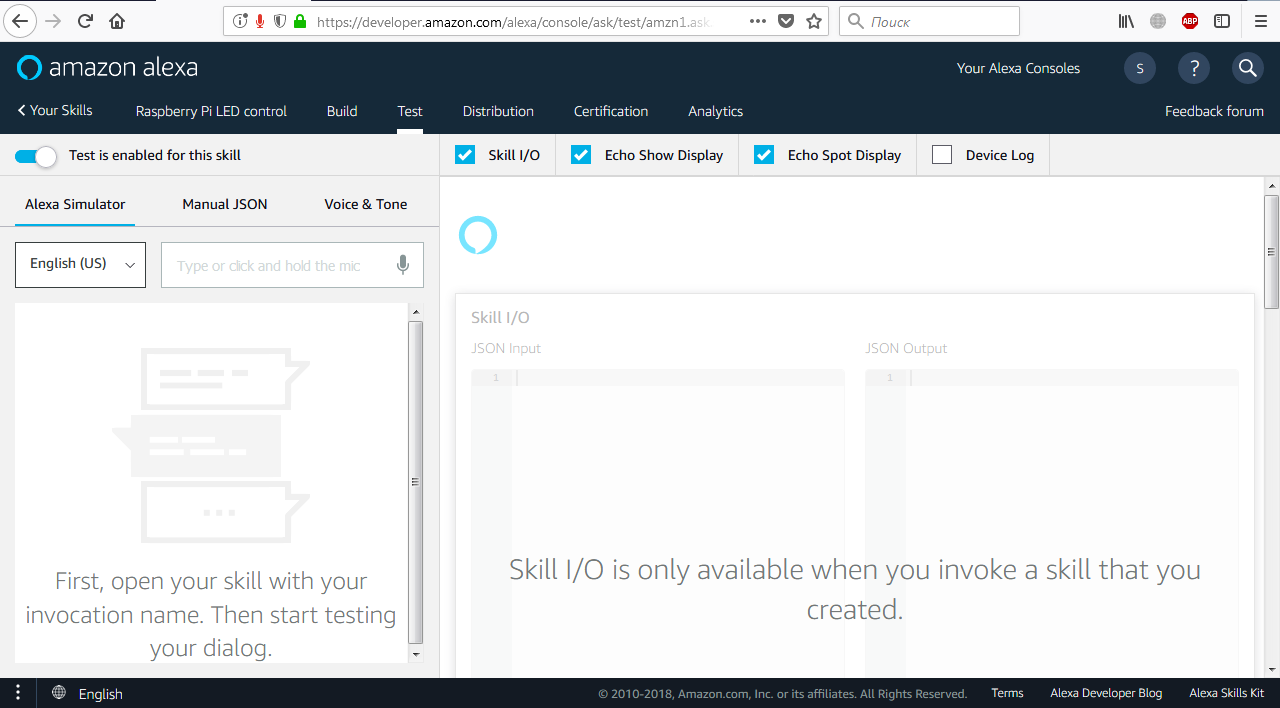 https://developer.amazon.com/alexa/console/ask/test/amzn1.ask.
Поиск
ABP
amazon alexa
Your Alexa Consoles
S
?
Your Skills
Raspberry Pi LED control
Build
Test
Distribution
Certification
Analytics
Feedback forum
Test is enabled for this skill
Skill I/O
Echo Show Display
Echo Spot Display
Device Log
Alexa Simulator
Manual JSON
Voice & Tone
English (US)
Type or click and hold the mic
First, open your skill with your
invocation name. Then start testing
your dialog.
Skill I/O
JSON Input
JSON Output
1
1
Skill I/O is only available when you invoke a skill that you
created.
English
© 2010-2018, Amazon.com, Inc. or its affiliates. All Rights Reserved.
Terms
Alexa Developer Blog
Alexa Skills Kit